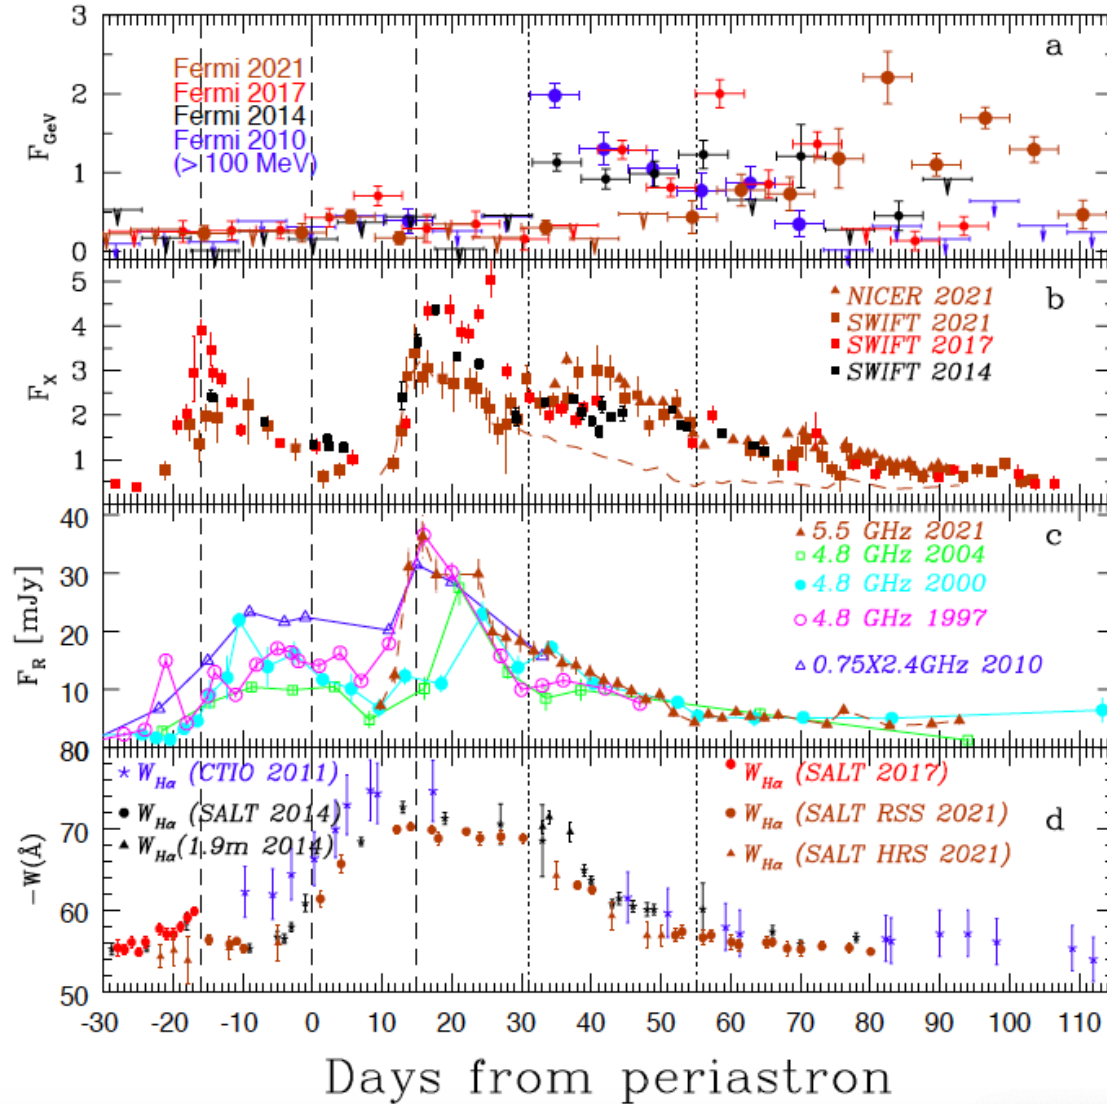 3
a
Fermi 2021
Fermi 2017
Fermi 2014
Fermi 2010
(>100 MeV)
2
F_GeV
1
0
5
b
NICER 2021
SWIFT 2021
SWIFT 2017
SWIFT 2014
4
F_X
3
2
1
40
c
5.5 GHz 2021
4.8 GHz 2004
4.8 GHz 2000
4.8 GHz 1997
0.75X2.4GHz 2010
30
F_R [mJy]
20
10
80
d
W_Hα (CTIO 2011)
W_Hα (SALT 2014)
W_Hα (1.9m 2014)
W_Hα (SALT 2017)
W_Hα (SALT RSS 2021)
W_Hα (SALT HRS 2021)
70
−W(Å)
60
50
-30 -20 -10 0 10 20 30 40 50 60 70 80 90 100 110
Days from periastron